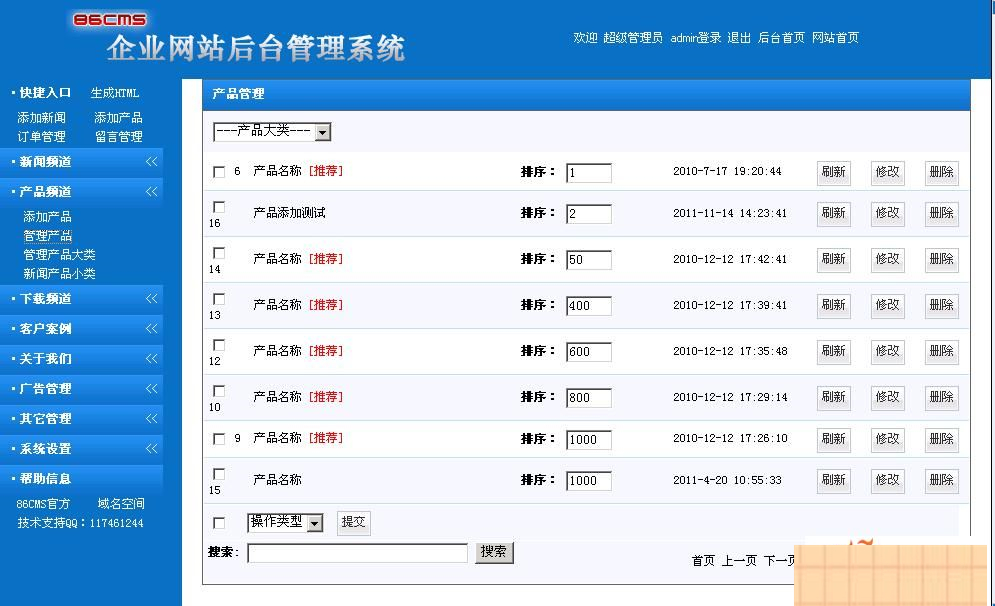 86CMS
企业网站后台管理系统
欢迎 超级管理员 admin登录 退出 后台首页 网站首页
· 快捷入口 生成HTML
添加新闻 添加产品
订单管理 留言管理
· 新闻频道
· 产品频道
添加产品
管理产品
管理产品大类
新闻产品小类
· 下载频道
· 客户案例
· 关于我们
· 广告管理
· 其它管理
· 系统设置
· 帮助信息
86CMS官方 域名空间
技术支持QQ：117461244
产品管理
---产品大类---
6 产品名称 [推荐] 排序： 1 2010-7-17 19:20:44 刷新 修改 删除
16 产品添加测试 排序： 2 2011-11-14 14:23:41 刷新 修改 删除
14 产品名称 [推荐] 排序： 50 2010-12-12 17:42:41 刷新 修改 删除
13 产品名称 [推荐] 排序： 400 2010-12-12 17:39:41 刷新 修改 删除
12 产品名称 [推荐] 排序： 600 2010-12-12 17:35:48 刷新 修改 删除
10 产品名称 [推荐] 排序： 800 2010-12-12 17:29:14 刷新 修改 删除
9 产品名称 [推荐] 排序： 1000 2010-12-12 17:26:10 刷新 修改 删除
15 产品名称 排序： 1000 2011-4-20 10:55:33 刷新 修改 删除
操作类型 提交
搜索： 搜索
首页 上一页 下一页